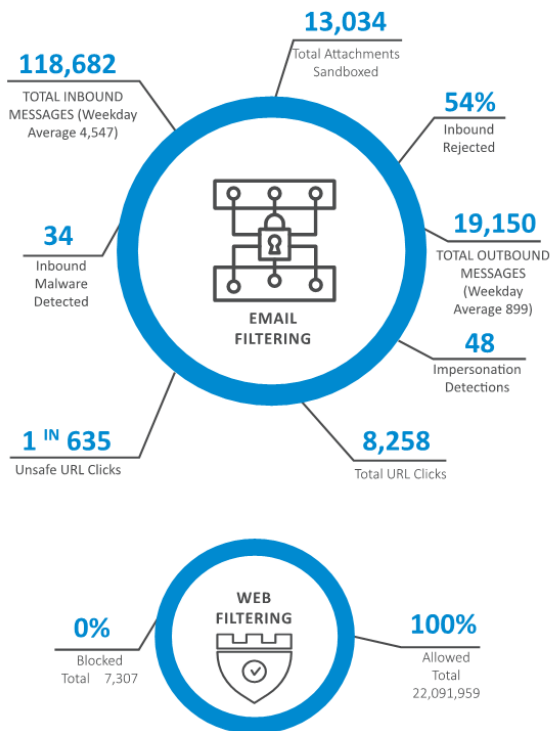 13,034
Total Attachments
Sandboxed
118,682
TOTAL INBOUND
MESSAGES (Weekday
Average 4,547)
54%
Inbound
Rejected
34
Inbound
Malware
Detected
19,150
TOTAL OUTBOUND
MESSAGES
(Weekday
Average 899)
EMAIL
FILTERING
48
Impersonation
Detections
1 IN 635
Unsafe URL Clicks
8,258
Total URL Clicks
WEB
FILTERING
0%
Blocked
Total 7,307
100%
Allowed
Total
22,091,959